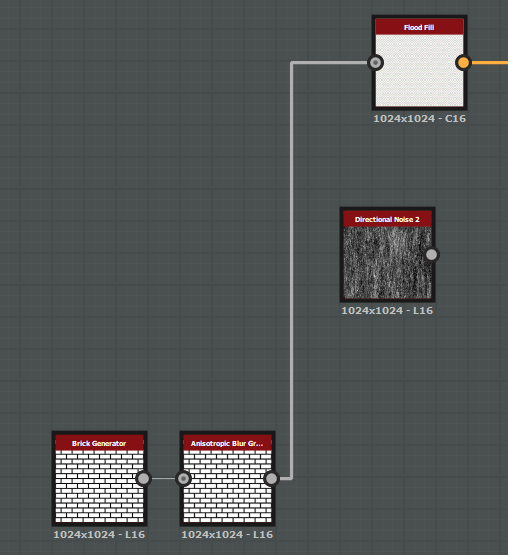 Flood Fill
1024x1024 - C16
Directional Noise 2
1024x1024 - L16
Brick Generator
Anisotropic Blur Gr...
1024x1024 - L16
1024x1024 - L16